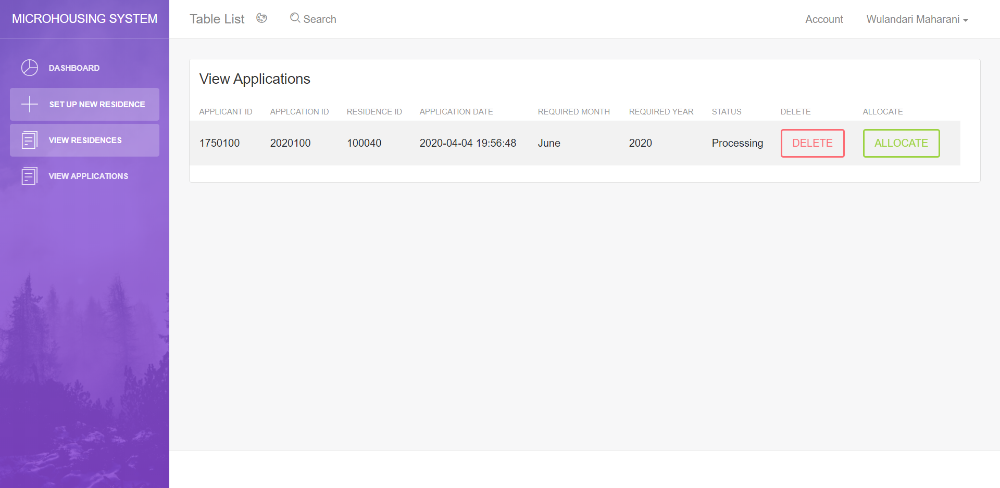 MICROHOUSING SYSTEM
Table List
Search
Account
Wulandari Maharani
DASHBOARD
SET UP NEW RESIDENCE
VIEW RESIDENCES
VIEW APPLICATIONS
View Applications
APPLICANT ID APPLCATION ID RESIDENCE ID APPLICATION DATE REQUIRED MONTH REQUIRED YEAR STATUS DELETE ALLOCATE
1750100 2020100 100040 2020-04-04 19:56:48 June 2020 Processing DELETE ALLOCATE